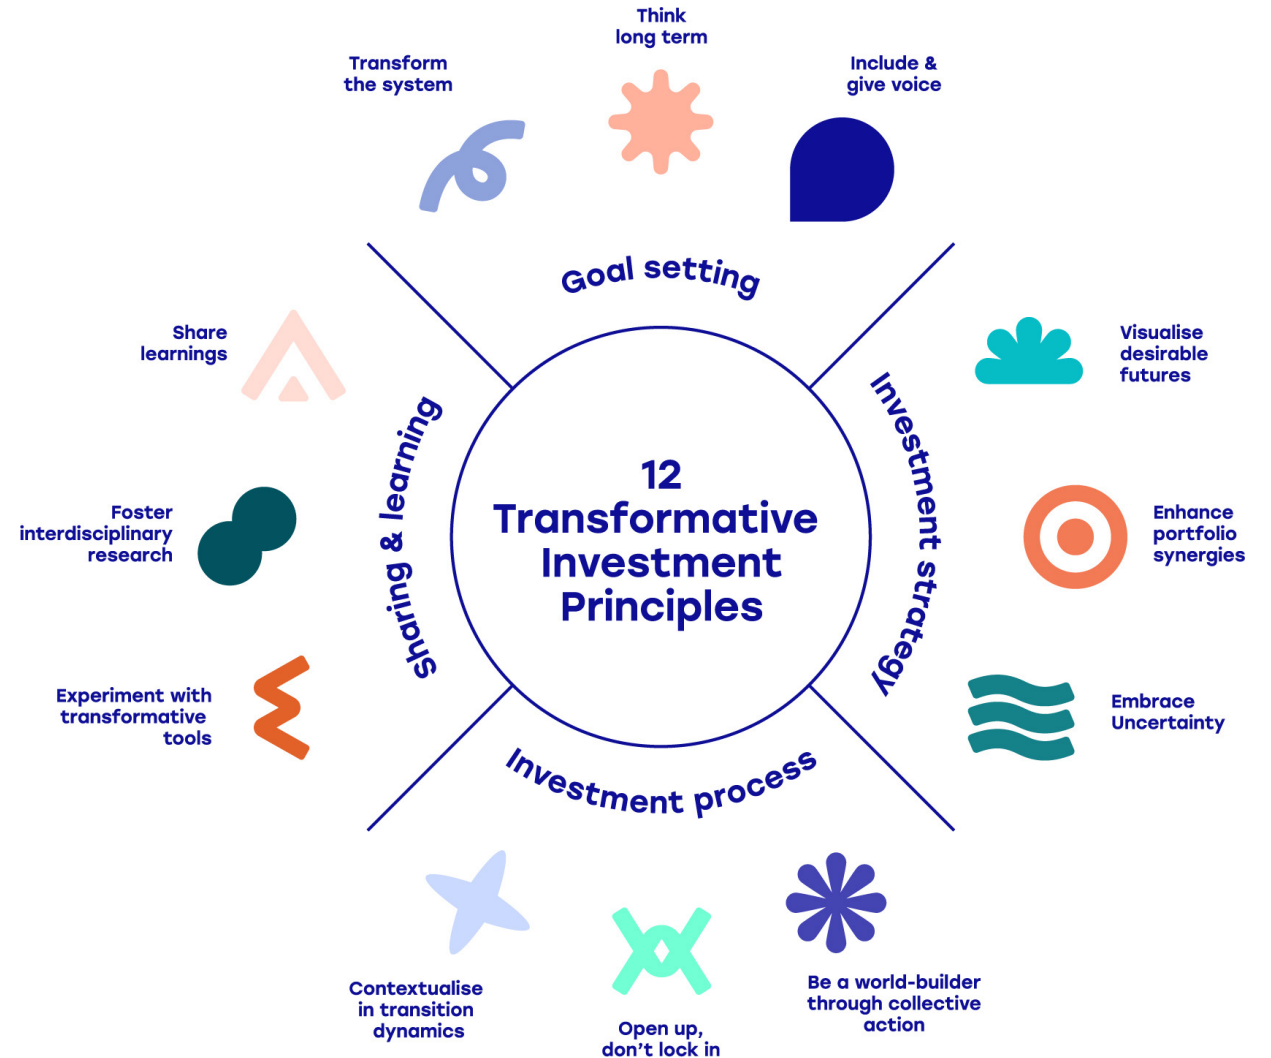 Think
long term
Transform
the system
Include &
give voice
Goal setting
Share
learnings
Visualise
desirable
futures
Sharing & learning
Investment strategy
12
Transformative
Investment
Principles
Foster
interdisciplinary
research
Enhance
portfolio
synergies
Experiment with
transformative
tools
Embrace
Uncertainty
Investment process
Contextualise
in transition
dynamics
Open up,
don't lock in
Be a world-builder
through collective
action